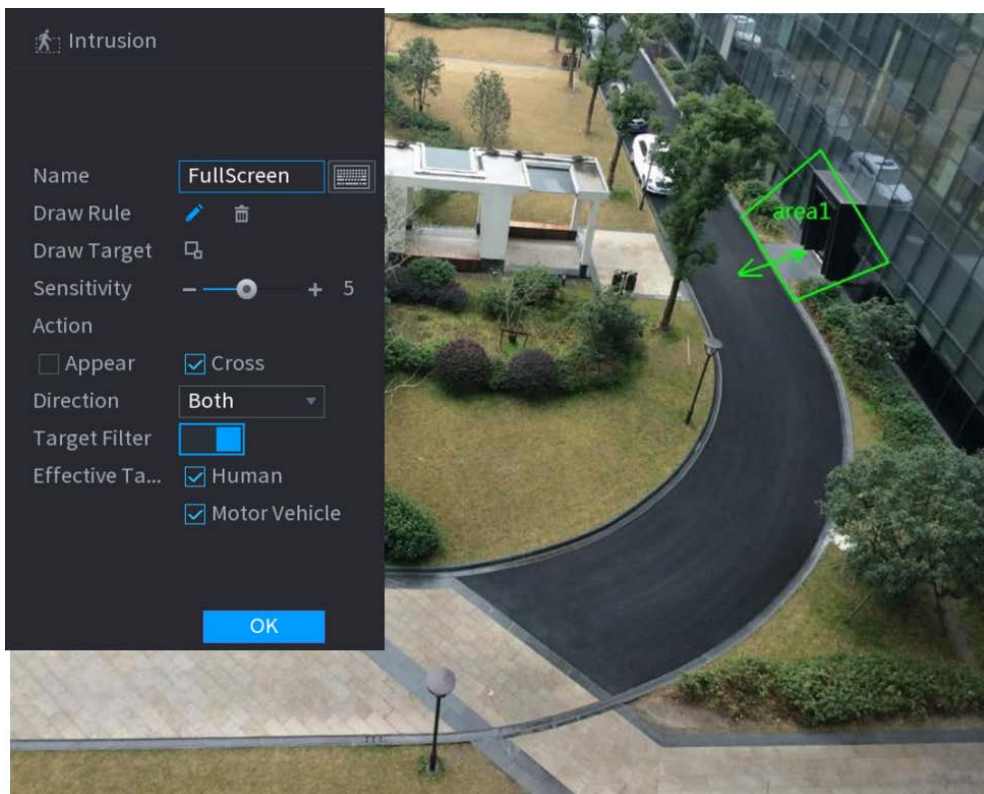 Intrusion
Name FullScreen
Draw Rule
Draw Target
Sensitivity - + 5
Action
Appear Cross
Direction Both
Target Filter
Effective Ta... Human
Motor Vehicle
OK
area1